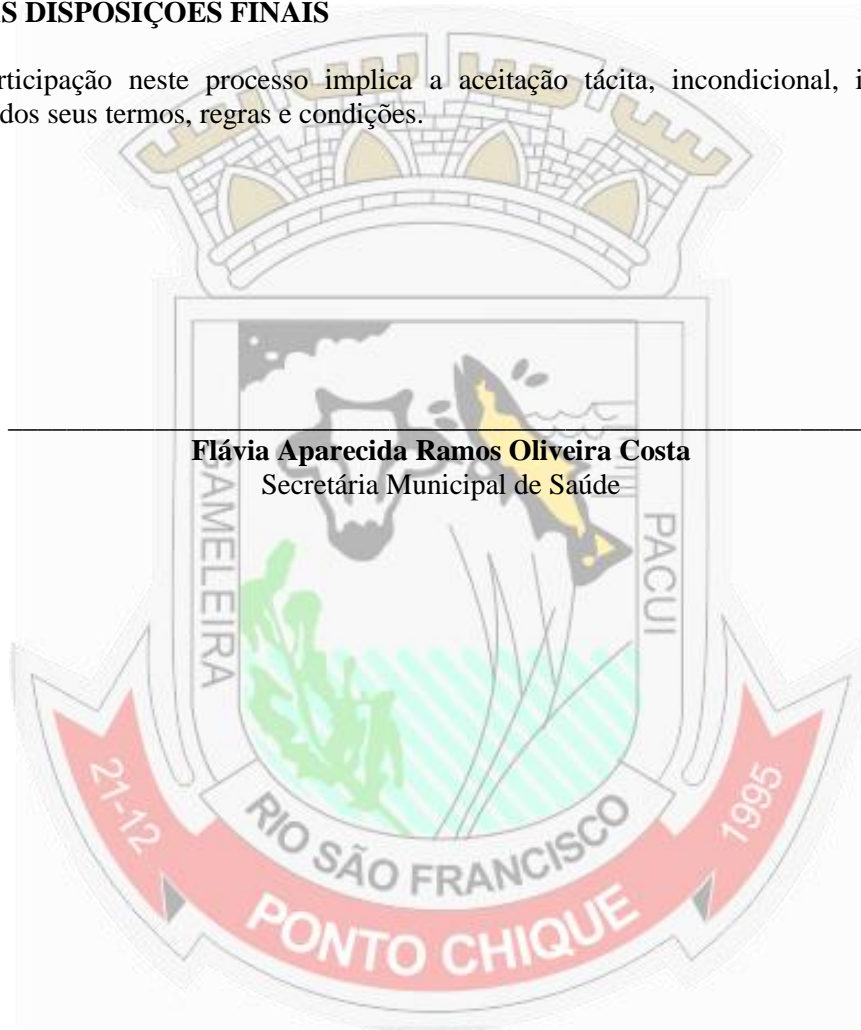 S DISPOSIÇÕES FINAIS
rticipação neste processo implica a aceitação tácita, incondicional, i
dos seus termos, regras e condições.
Flávia Aparecida Ramos Oliveira Costa
Secretária Municipal de Saúde
GAMELEIRA
PACUI
21-12
RIO SÃO FRANCISCO
1995
PONTO CHIQUE